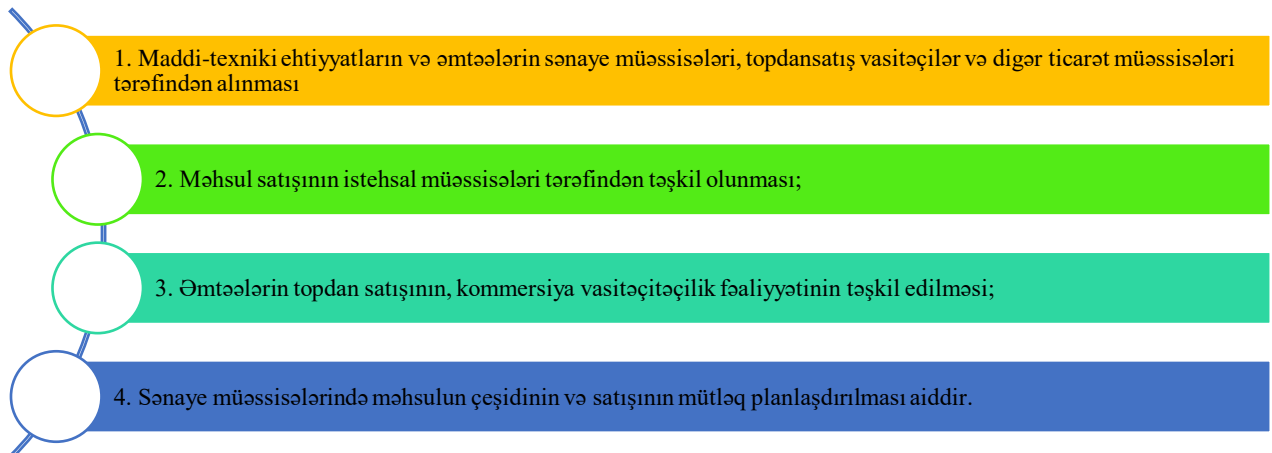 1. Maddi-texniki ehtiyyatların və əmtəələrin sənaye müəssisələri, topdansatış vasitəçilər və digər ticarət müəssisələri
tərəfindən alınması
2. Məhsul satışının istehsal müəssisələri tərəfindən təşkil olunması;
3. Əmtəələrin topdan satışının, kommersiya vasitəçitəçilik fəaliyyətinin təşkil edilməsi;
4. Sənaye müəssisələrində məhsulun çeşidinin və satışının mütləq planlaşdırılması aiddir.